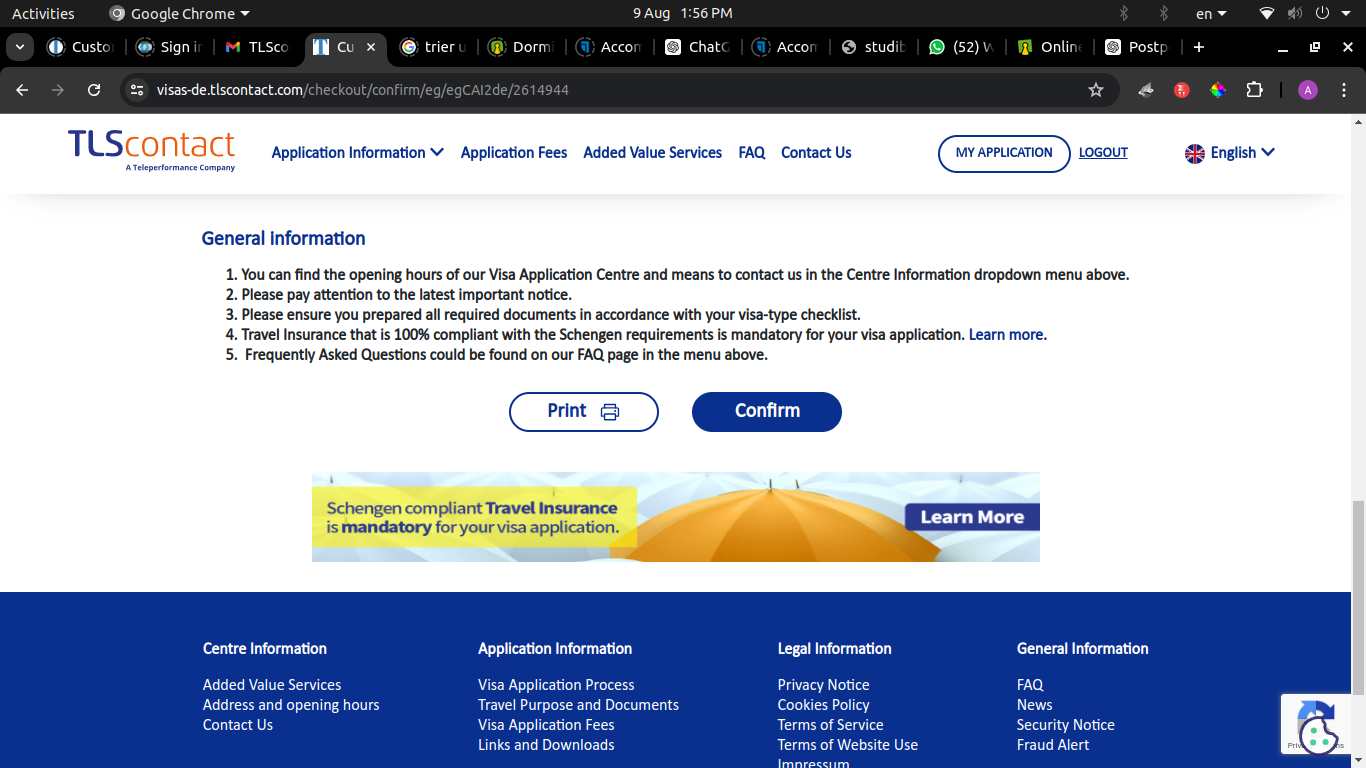 Activities Google Chrome 9 Aug 1:56 PM en
Custo Sign i TLSco Cu trier u Dormi Accom ChatG Accom studi (52) W Online Postp
visas-de.tlscontact.com/checkout/confirm/eg/egCAI2de/2614944 A
TLScontact
A Teleperformance Company
Application Information Application Fees Added Value Services FAQ Contact Us MY APPLICATION LOGOUT English
General information
1. You can find the opening hours of our Visa Application Centre and means to contact us in the Centre Information dropdown menu above.
2. Please pay attention to the latest important notice.
3. Please ensure you prepared all required documents in accordance with your visa-type checklist.
4. Travel Insurance that is 100% compliant with the Schengen requirements is mandatory for your visa application. Learn more.
5. Frequently Asked Questions could be found on our FAQ page in the menu above.
Print Confirm
Schengen compliant Travel Insurance
is mandatory for your visa application.
Learn More
Centre Information Application Information Legal Information General Information
Added Value Services Visa Application Process Privacy Notice FAQ
Address and opening hours Travel Purpose and Documents Cookies Policy News
Contact Us Visa Application Fees Terms of Service Security Notice
Links and Downloads Terms of Website Use Fraud Alert
Impressum